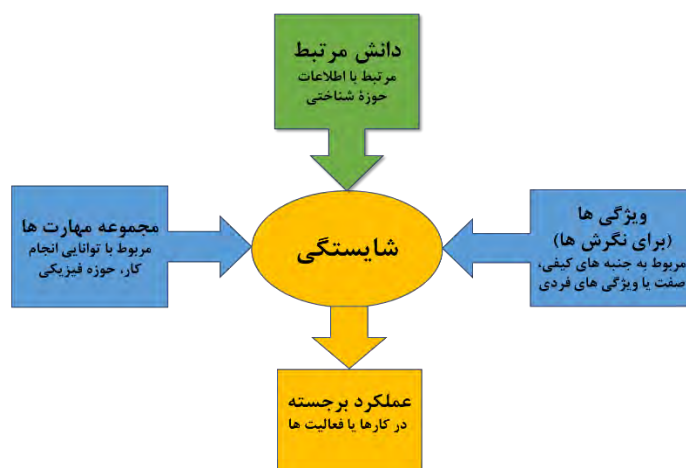 دانش مرتبط
مرتبط با اطلاعات
حوزهٔ شناختی
ویژگی ها
(برای نگرش ها)
مربوط به جنبه های کیفی،
صفت یا ویژگی های فردی
شایستگی
مجموعه مهارت ها
مربوط با توانایی انجام
کار، حوزه فیزیکی
عملکرد برجسته
در کارها یا فعالیت ها